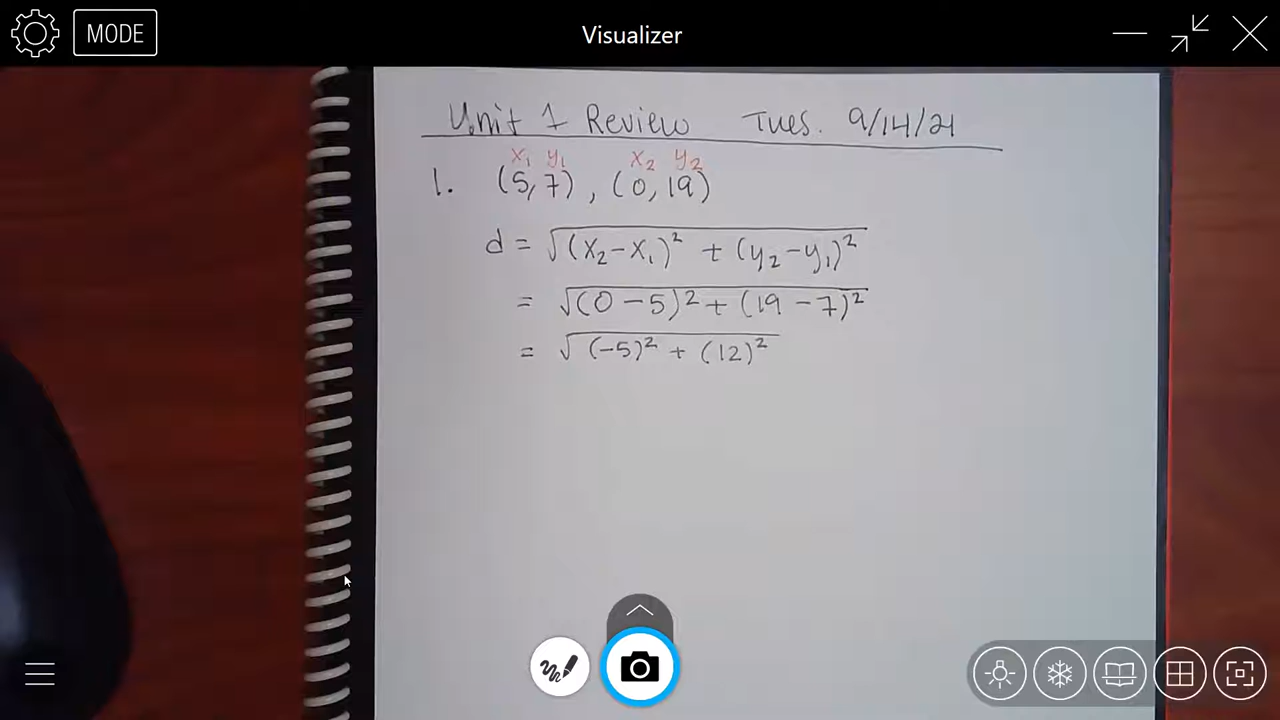 MODE
Visualizer
Unit 1 Review Tues. 9/14/21
x₁ y₁ x₂ y₂
1. (5,7), (0,19)
d = √(x₂-x₁)² + (y₂-y₁)²
= √(0-5)² + (19-7)²
= √(-5)² + (12)²